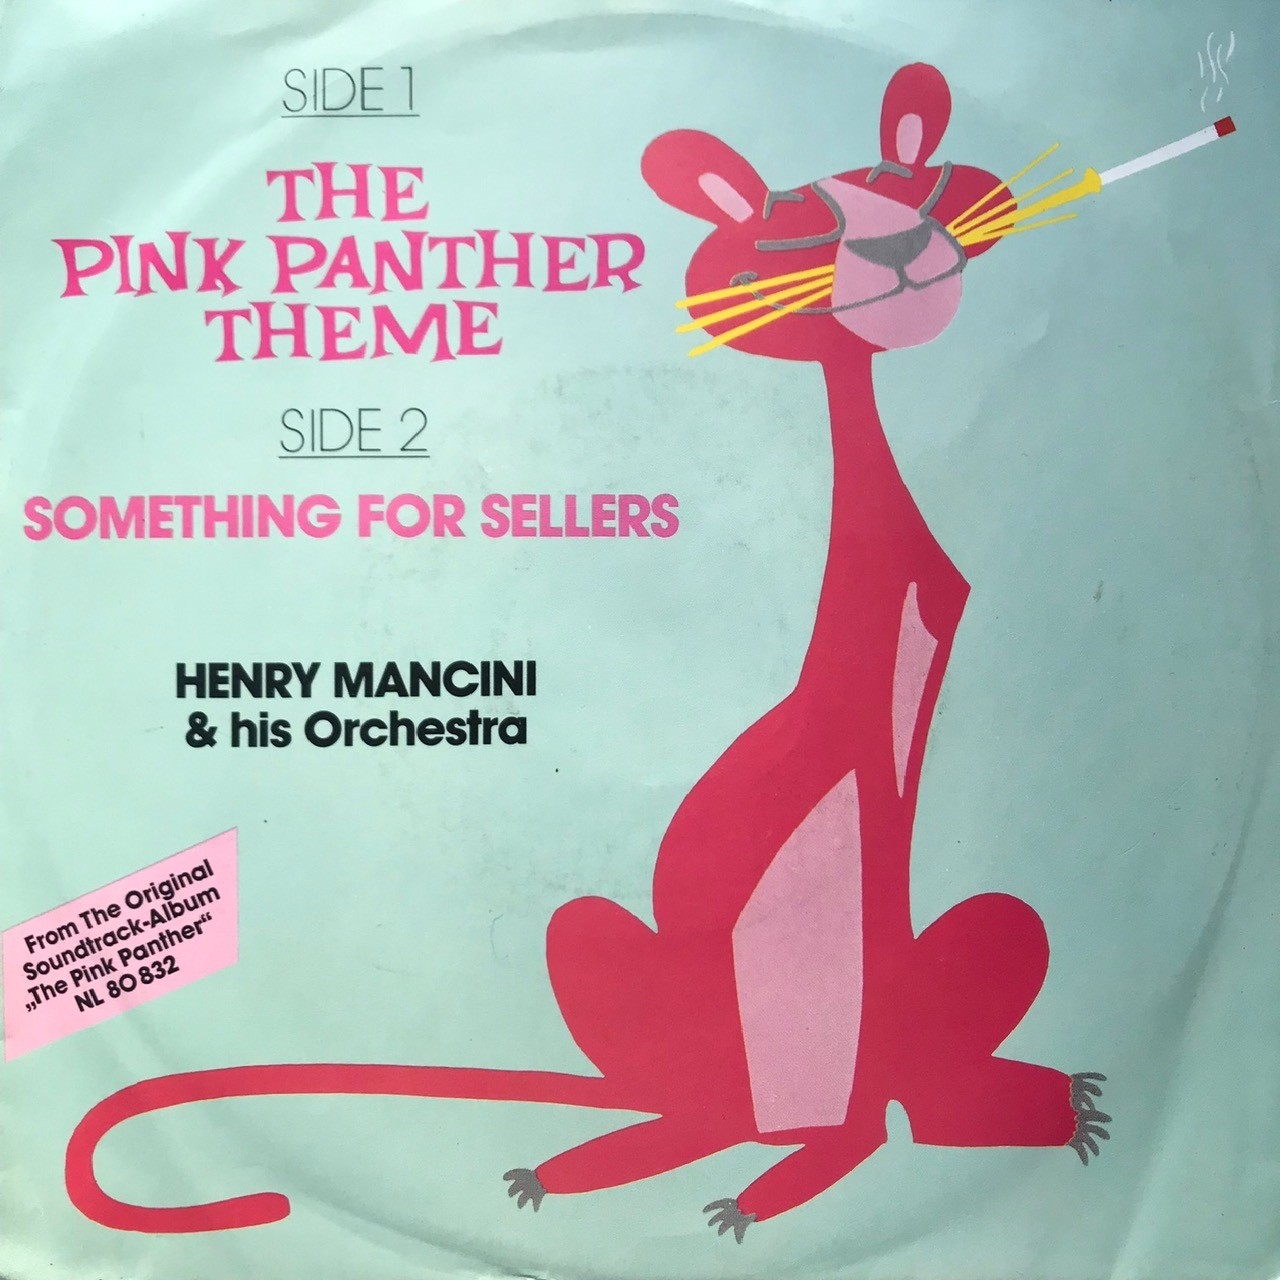 SIDE 1
THE
PINK PANTHER
THEME
SIDE 2
SOMETHING FOR SELLERS
HENRY MANCINI
& his Orchestra
From The Original
Soundtrack-Album
„The Pink Panther“
NL 80 832